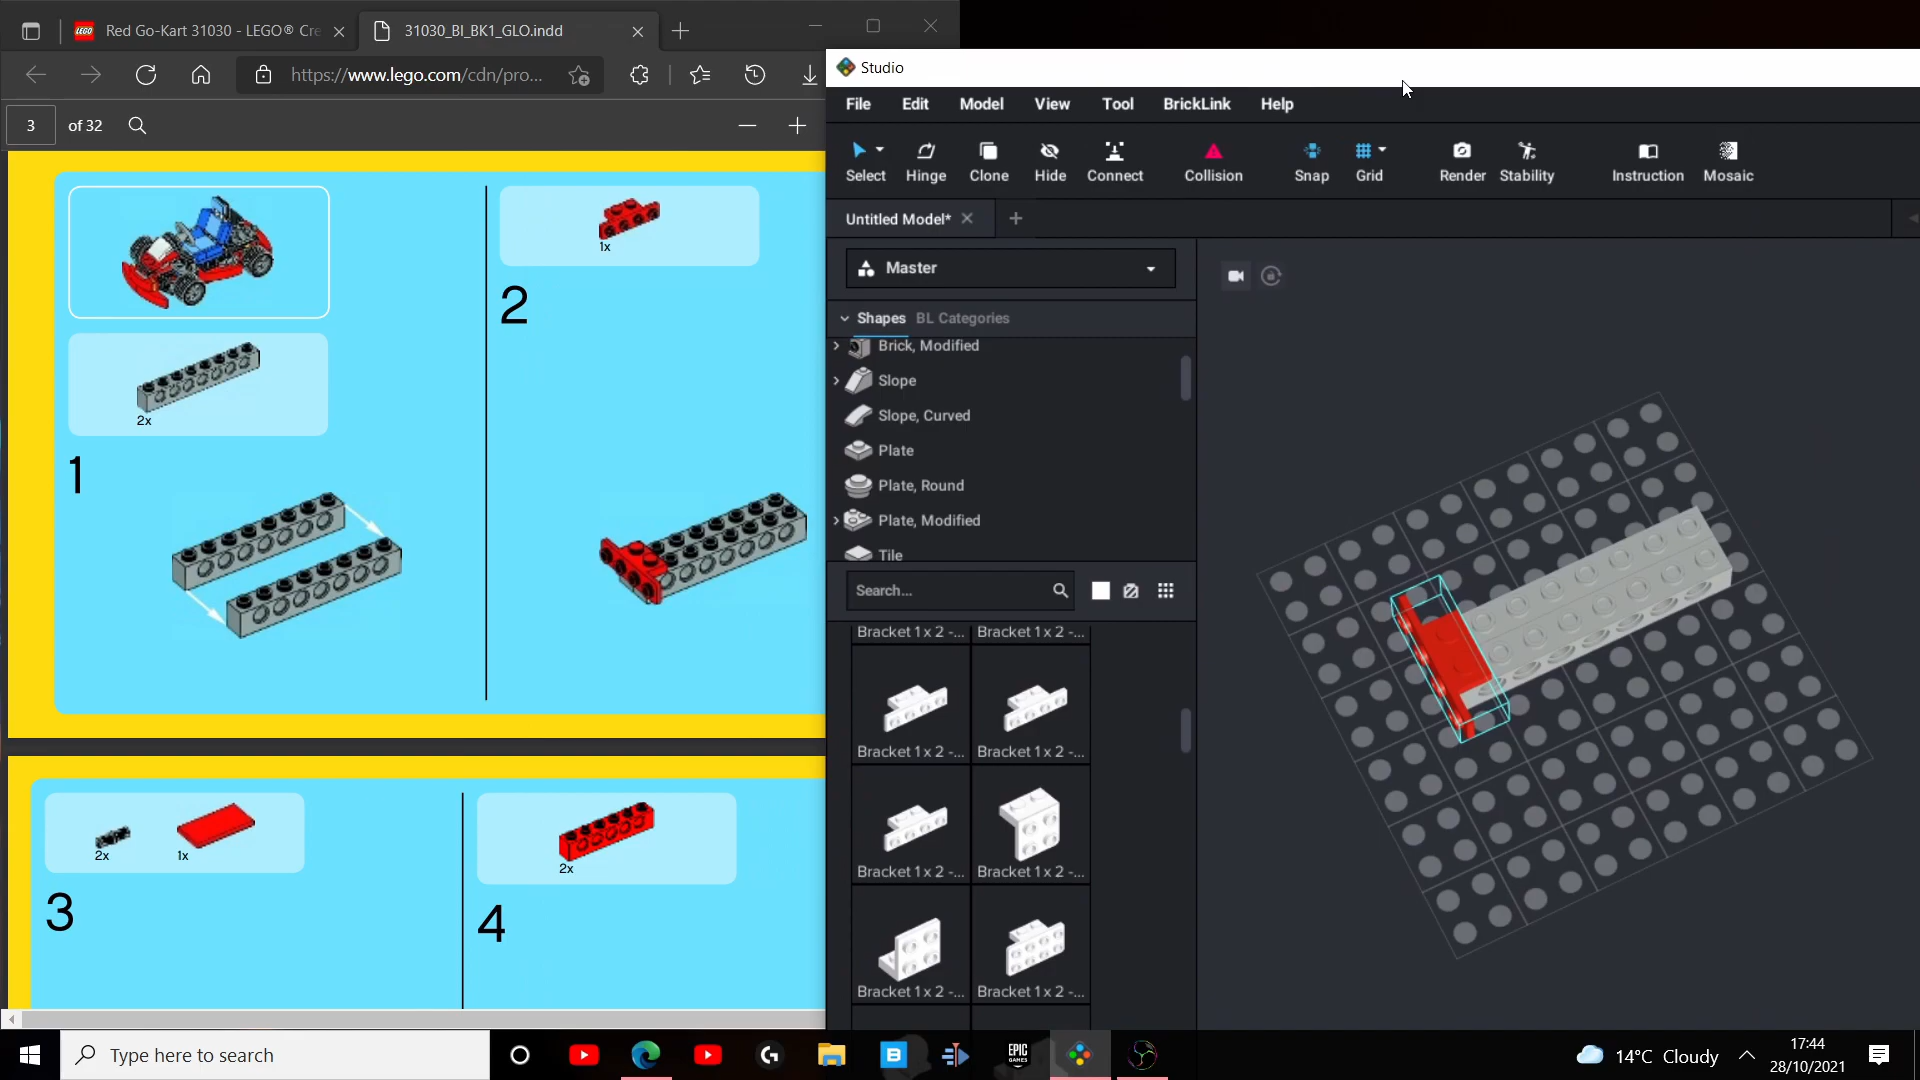 Red Go-Kart 31030 - LEGO® Cre
31030_BI_BK1_GLO.indd
https://www.lego.com/cdn/pro...
3 of 32
1x
2
2x
1
2x
1x
3
2x
4
Studio
File Edit Model View Tool BrickLink Help
Select Hinge Clone Hide Connect Collision Snap Grid Render Stability Instruction Mosaic
Untitled Model*
Master
Shapes BL Categories
Brick, Modified
Slope
Slope, Curved
Plate
Plate, Round
Plate, Modified
Tile
Search...
Bracket 1 x 2 -... Bracket 1 x 2 -...
Bracket 1 x 2 -... Bracket 1 x 2 -...
Bracket 1 x 2 -... Bracket 1 x 2 -...
Bracket 1 x 2 -... Bracket 1 x 2 -...
Type here to search
EPIC
GAMES
14°C Cloudy
17:44
28/10/2021